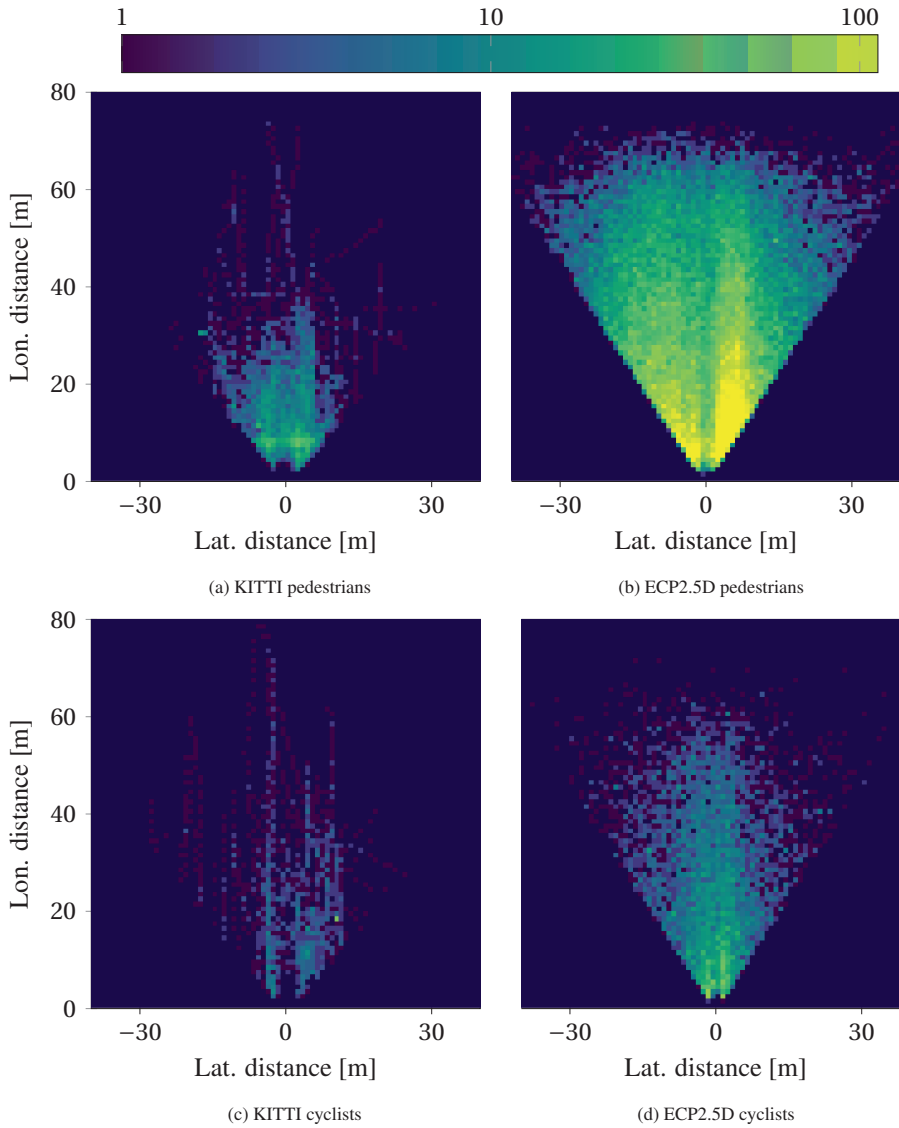 1 10 100
80
60
40
20
0
Lon. distance [m]
−30 0 30
−30 0 30
Lat. distance [m]
Lat. distance [m]
(a) KITTI pedestrians
(b) ECP2.5D pedestrians
80
60
40
20
0
Lon. distance [m]
−30 0 30
−30 0 30
Lat. distance [m]
Lat. distance [m]
(c) KITTI cyclists
(d) ECP2.5D cyclists